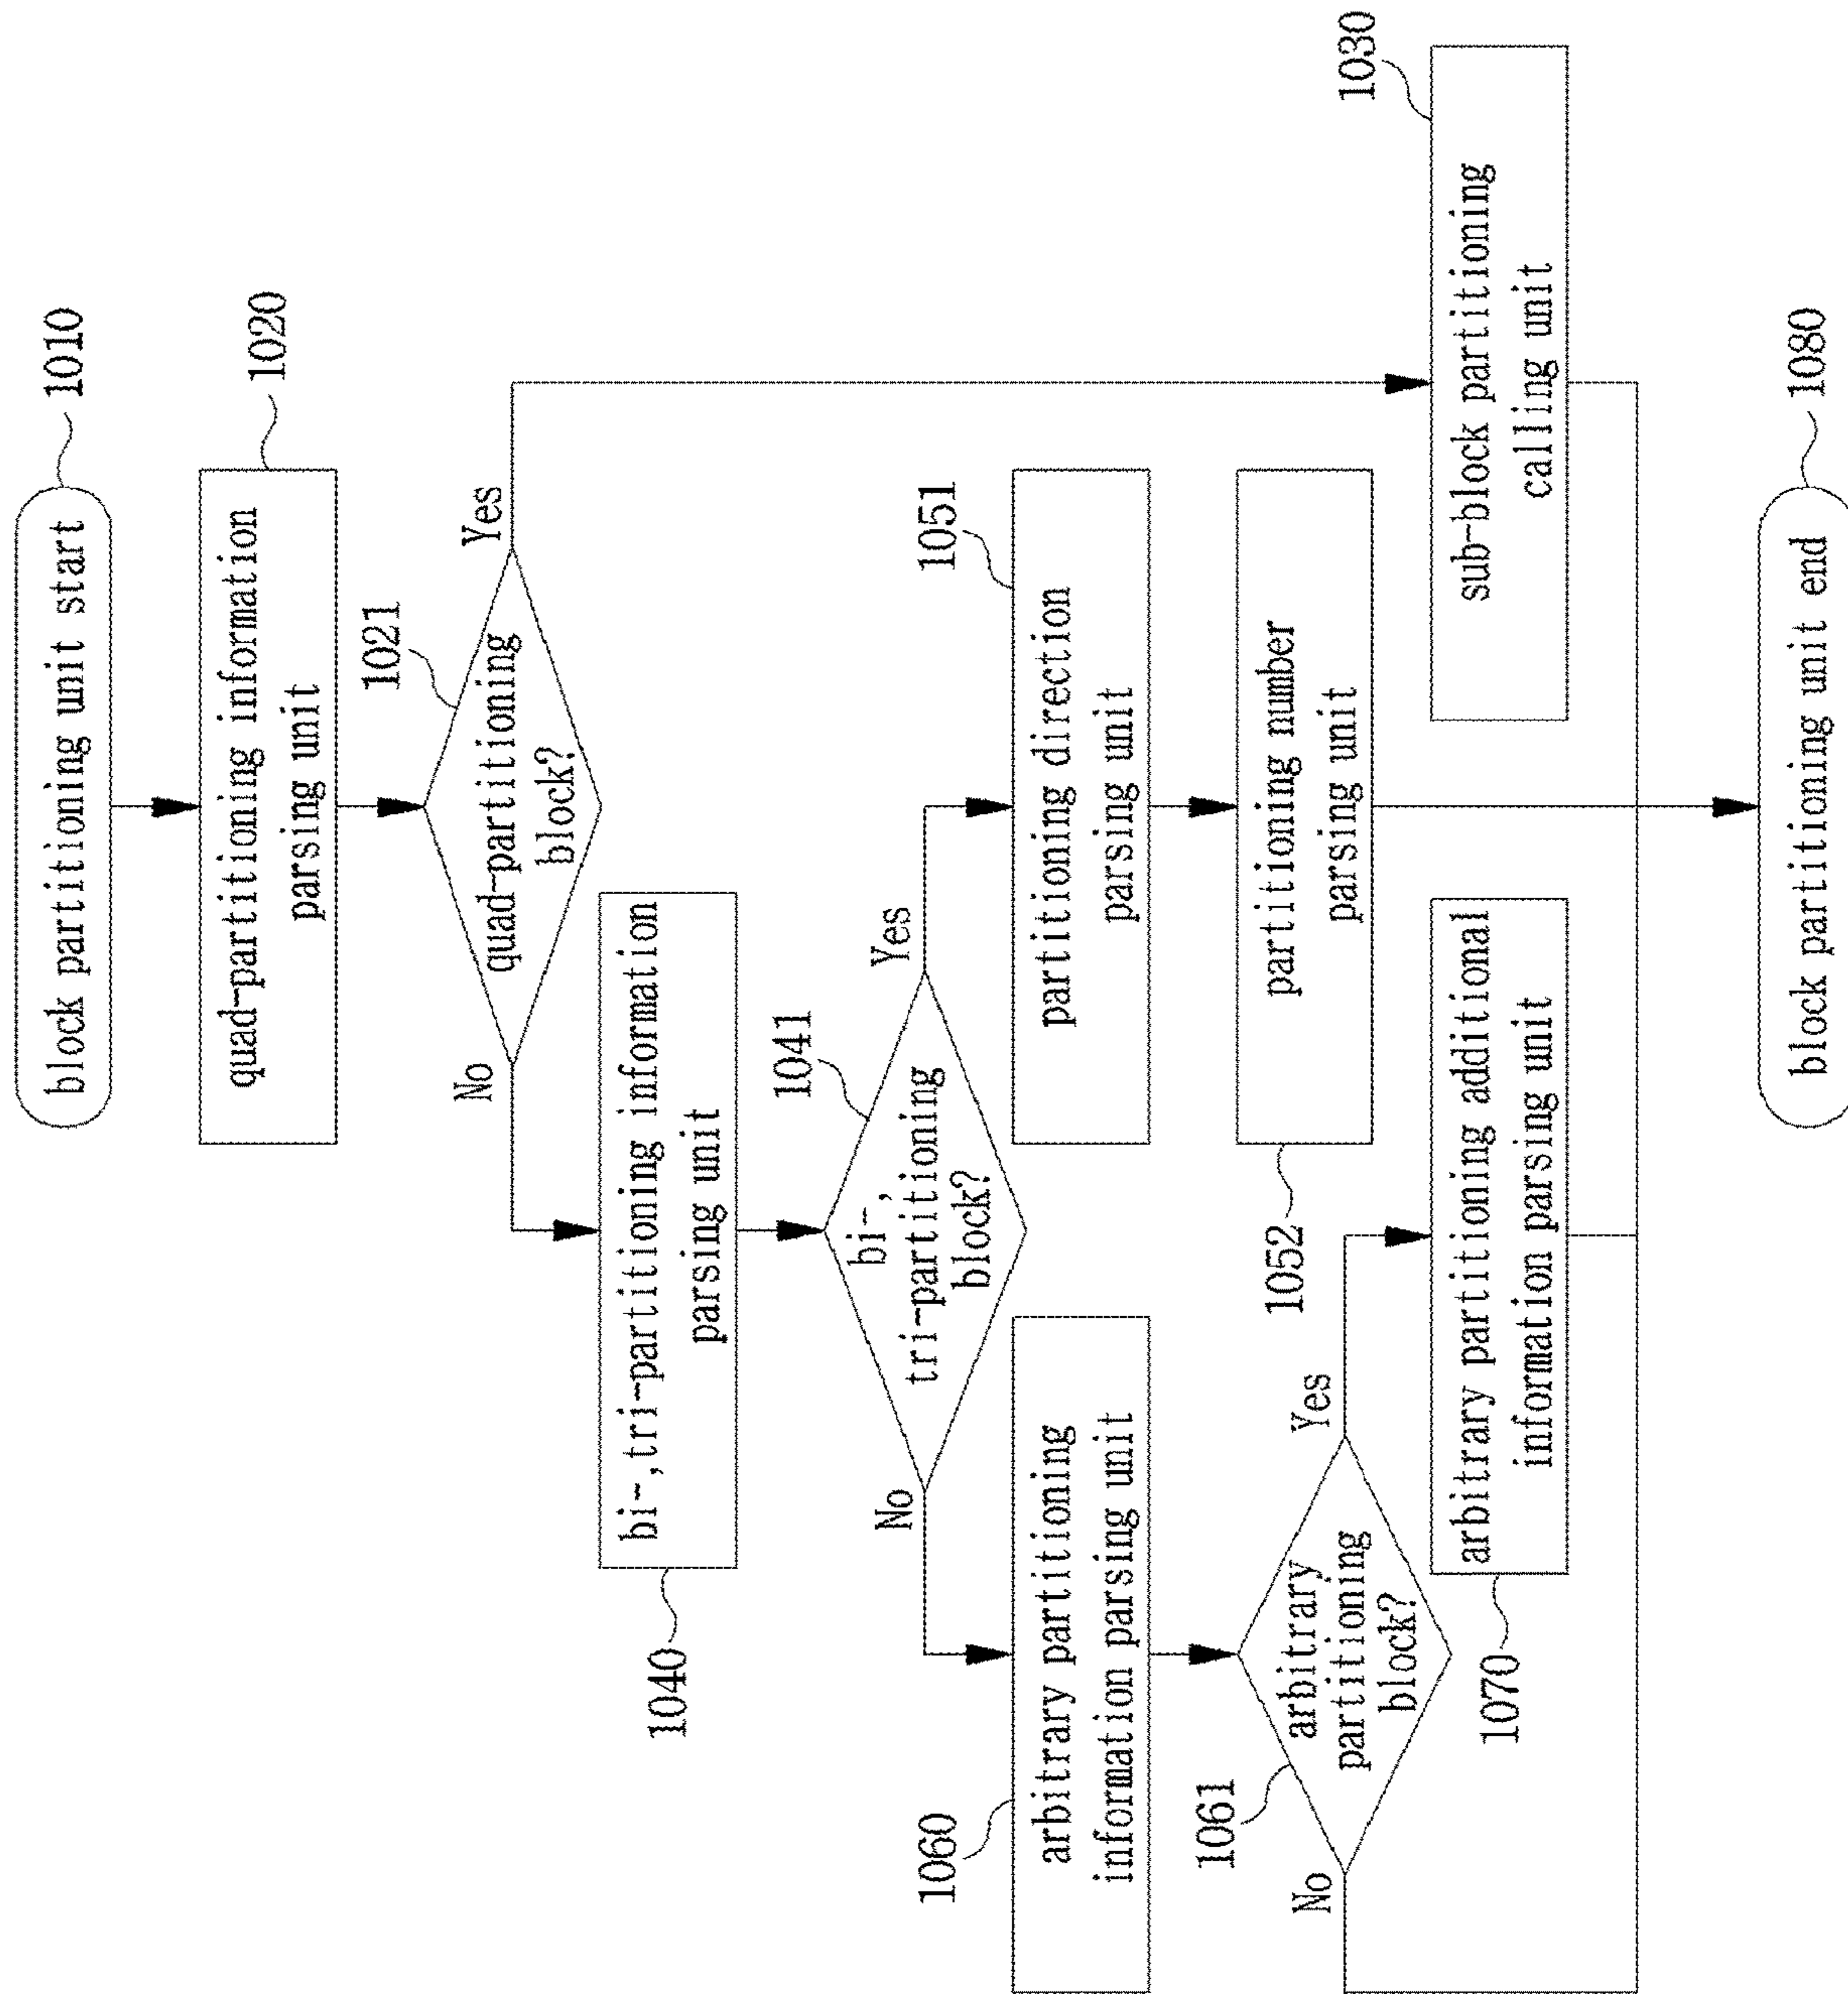 block partitioning unit start
1010
quad-partitioning information
parsing unit
1020
quad-partitioning
block?
1021
Yes
No
bi-,tri-partitioning information
parsing unit
1040
bi-,
tri-partitioning
block?
1041
Yes
No
partitioning direction
parsing unit
1051
partitioning number
parsing unit
1052
arbitrary partitioning
information parsing unit
1060
arbitrary
partitioning
block?
1061
Yes
No
arbitrary partitioning additional
information parsing unit
1070
sub-block partitioning
calling unit
1030
block partitioning unit end
1080